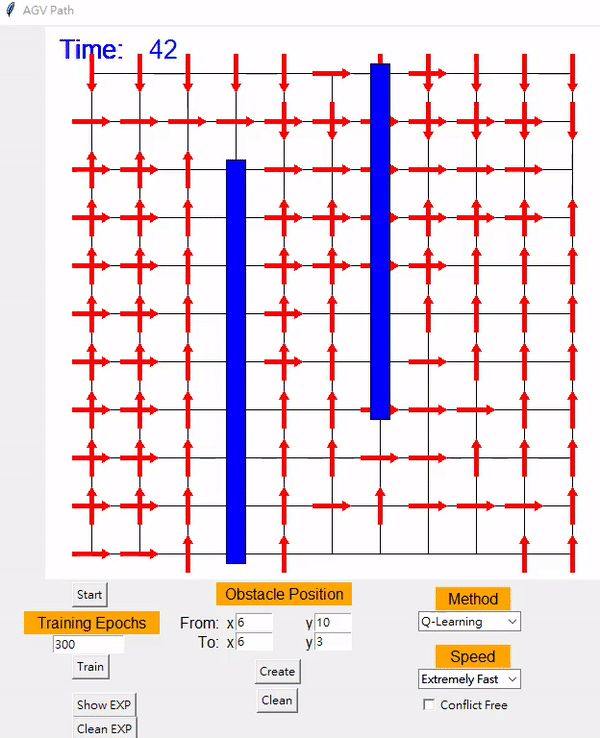 AGV Path
Time: 42
Start
Training Epochs
300
Train
Show EXP
Clean EXP
Obstacle Position
From: x 6 y 10
To: x 6 y 3
Create
Clean
Method
Q-Learning
Speed
Extremely Fast
Conflict Free